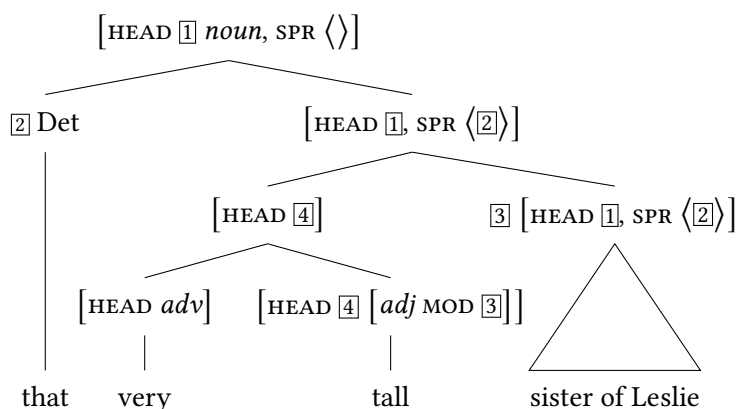 [HEAD 1 noun, SPR ⟨⟩]
2 Det [HEAD 1, SPR ⟨2⟩]
[HEAD 4] 3 [HEAD 1, SPR ⟨2⟩]
[HEAD adv] [HEAD 4 [adj MOD 3]]
that very tall sister of Leslie